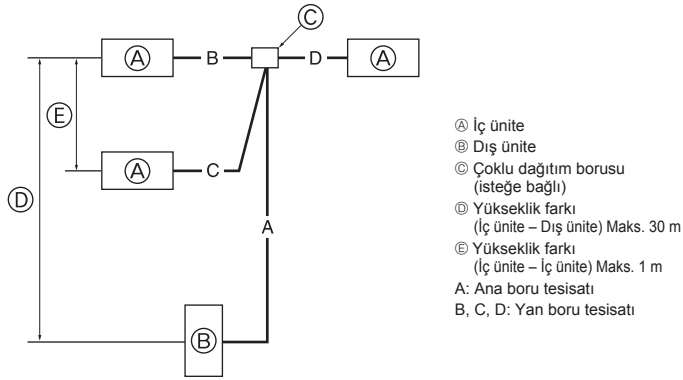 Ⓒ
Ⓐ B D Ⓐ
Ⓔ
Ⓐ C
Ⓓ
A
Ⓑ
Ⓐ İç ünite
Ⓑ Dış ünite
Ⓒ Çoklu dağıtım borusu
(isteğe bağlı)
Ⓓ Yükseklik farkı
(İç ünite – Dış ünite) Maks. 30 m
Ⓔ Yükseklik farkı
(İç ünite – İç ünite) Maks. 1 m
A: Ana boru tesisatı
B, C, D: Yan boru tesisatı